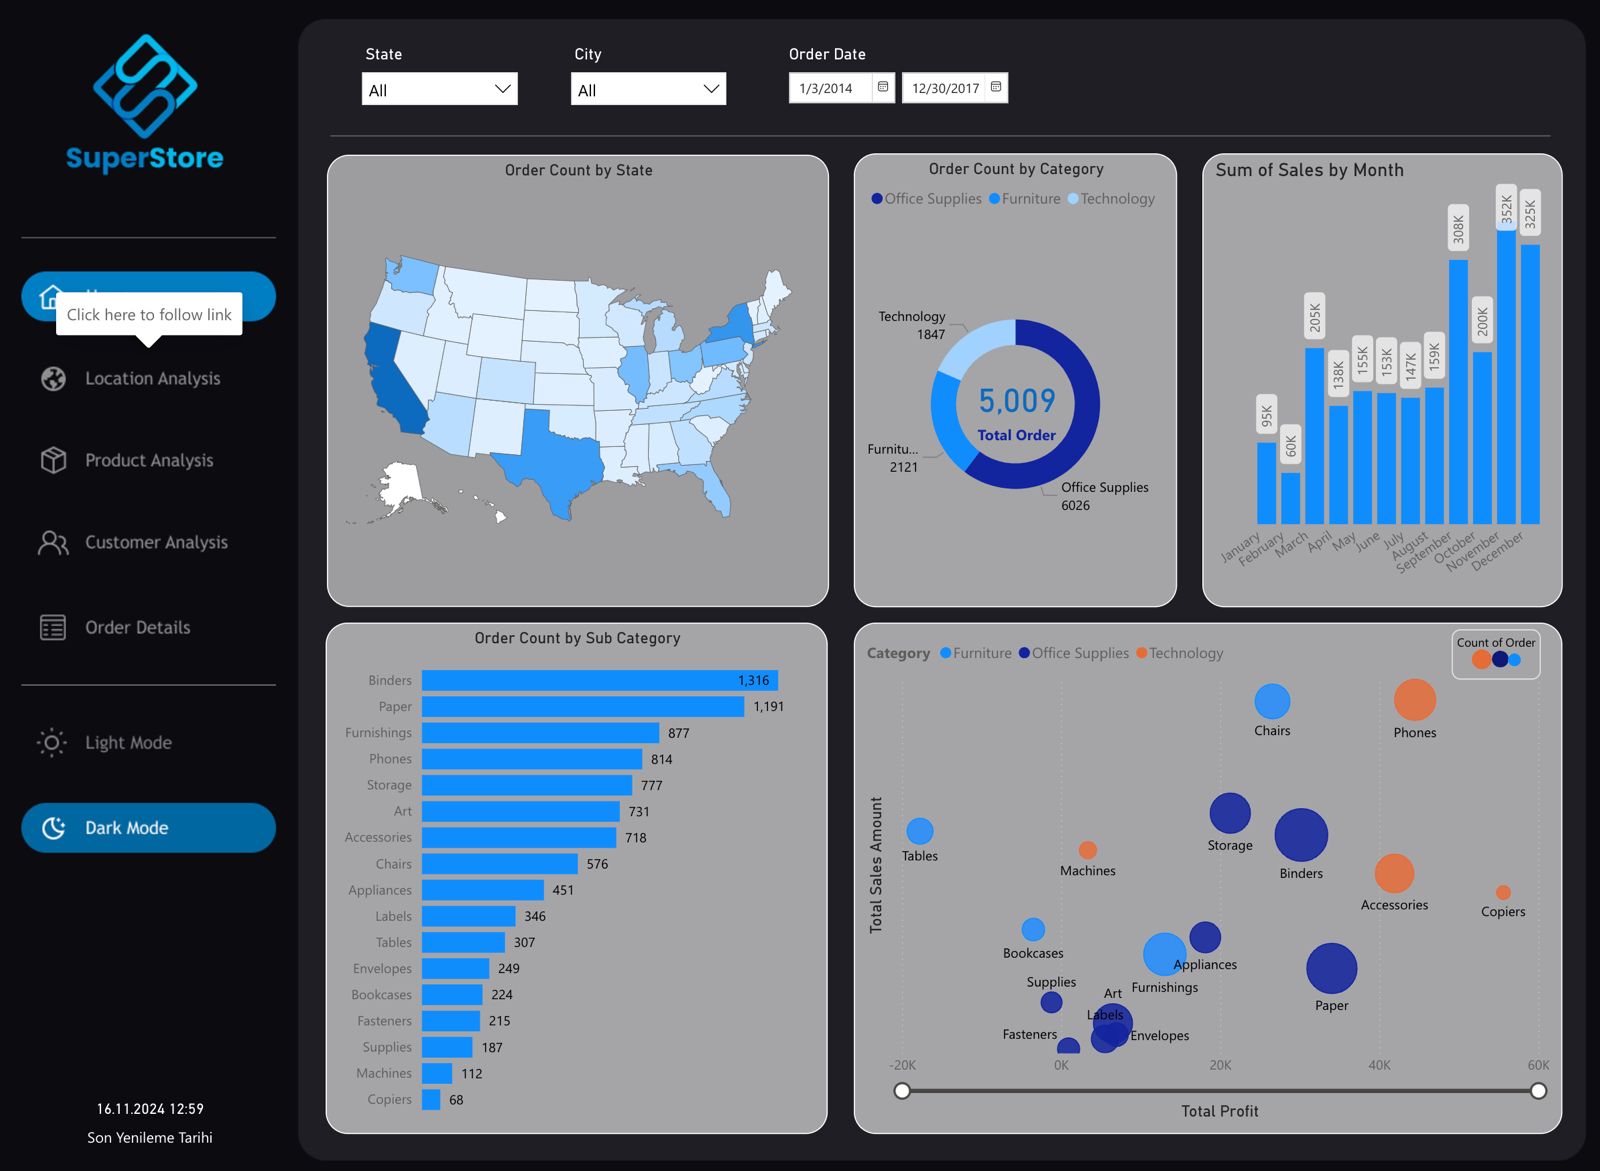 SuperStore
Click here to follow link
Location Analysis
Product Analysis
Customer Analysis
Order Details
Light Mode
Dark Mode
16.11.2024 12:59
Son Yenileme Tarihi
State
All
City
All
Order Date
1/3/2014
12/30/2017
Order Count by State
Order Count by Category
Office Supplies
Furniture
Technology
Technology
1847
5,009
Total Order
Furnitu...
2121
Office Supplies
6026
Sum of Sales by Month
95K
60K
205K
138K
155K
153K
147K
159K
308K
200K
352K
325K
January
February
March
April
May
June
July
August
September
October
November
December
Order Count by Sub Category
Binders 1,316
Paper 1,191
Furnishings 877
Phones 814
Storage 777
Art 731
Accessories 718
Chairs 576
Appliances 451
Labels 346
Tables 307
Envelopes 249
Bookcases 224
Fasteners 215
Supplies 187
Machines 112
Copiers 68
Category Furniture Office Supplies Technology
Count of Order
Total Sales Amount
Chairs
Phones
Tables
Machines
Storage
Binders
Accessories
Copiers
Bookcases
Appliances
Supplies
Furnishings
Art
Paper
Labels
Fasteners
Envelopes
-20K 0K 20K 40K 60K
Total Profit